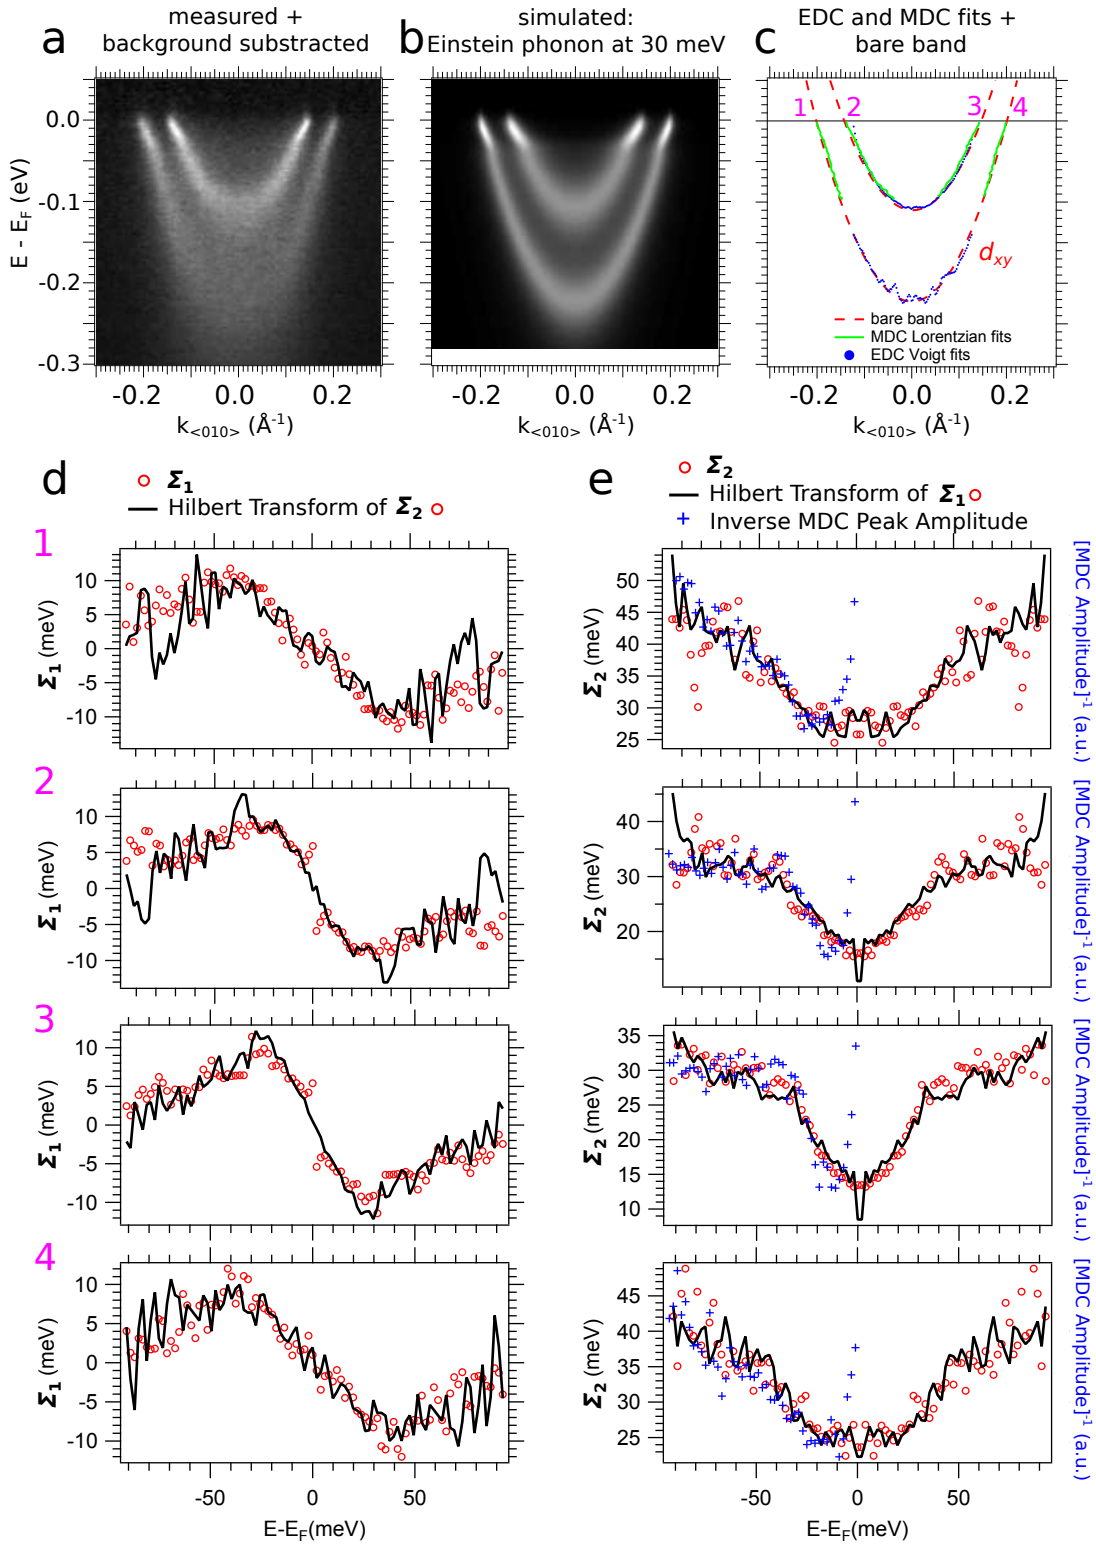 a
measured +
background substracted
b
simulated:
Einstein phonon at 30 meV
c
EDC and MDC fits +
bare band
E - E_F (eV)
0.0
-0.1
-0.2
-0.3
-0.2
0.0
0.2
k<010> (Å-1)
-0.2
0.0
0.2
k<010> (Å-1)
1
2
3
4
dxy
bare band
MDC Lorentzian fits
EDC Voigt fits
-0.2
0.0
0.2
k<010> (Å-1)
d
Σ1
Hilbert Transform of Σ2
e
Σ2
Hilbert Transform of Σ1
Inverse MDC Peak Amplitude
1
Σ1 (meV)
10
5
0
-5
-10
Σ2 (meV)
50
45
40
35
30
25
[MDC Amplitude]-1 (a.u.)
2
Σ1 (meV)
10
5
0
-5
-10
Σ2 (meV)
40
30
20
[MDC Amplitude]-1 (a.u.)
3
Σ1 (meV)
10
5
0
-5
-10
Σ2 (meV)
35
30
25
20
15
10
[MDC Amplitude]-1 (a.u.)
4
Σ1 (meV)
10
5
0
-5
-10
Σ2 (meV)
45
40
35
30
25
[MDC Amplitude]-1 (a.u.)
-50
0
50
E-EF(meV)
-50
0
50
E-EF(meV)